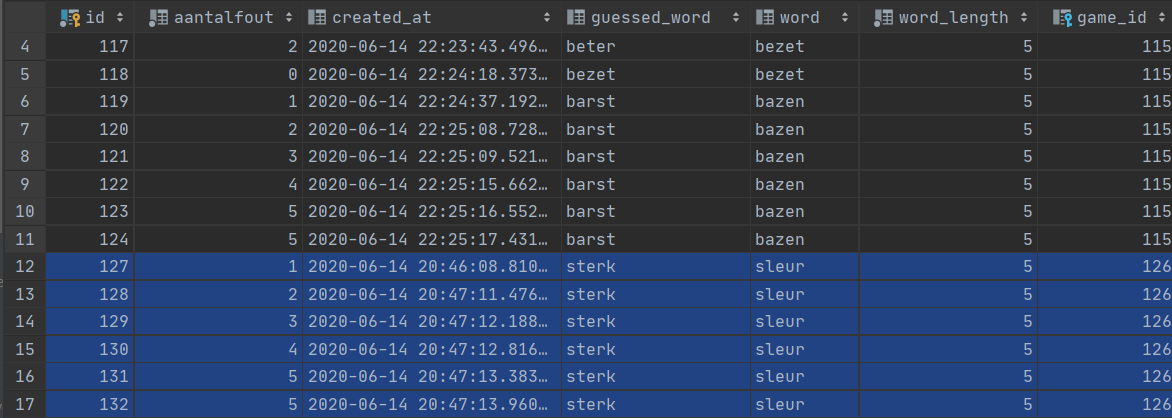 id aantalfout created_at guessed_word word word_length game_id
4 117 2 2020-06-14 22:23:43.496… beter bezet 5 115
5 118 0 2020-06-14 22:24:18.373… bezet bezet 5 115
6 119 1 2020-06-14 22:24:37.192… barst bazen 5 115
7 120 2 2020-06-14 22:25:08.728… barst bazen 5 115
8 121 3 2020-06-14 22:25:09.521… barst bazen 5 115
9 122 4 2020-06-14 22:25:15.662… barst bazen 5 115
10 123 5 2020-06-14 22:25:16.552… barst bazen 5 115
11 124 5 2020-06-14 22:25:17.431… barst bazen 5 115
12 127 1 2020-06-14 20:46:08.810… sterk sleur 5 126
13 128 2 2020-06-14 20:47:11.476… sterk sleur 5 126
14 129 3 2020-06-14 20:47:12.188… sterk sleur 5 126
15 130 4 2020-06-14 20:47:12.816… sterk sleur 5 126
16 131 5 2020-06-14 20:47:13.383… sterk sleur 5 126
17 132 5 2020-06-14 20:47:13.960… sterk sleur 5 126